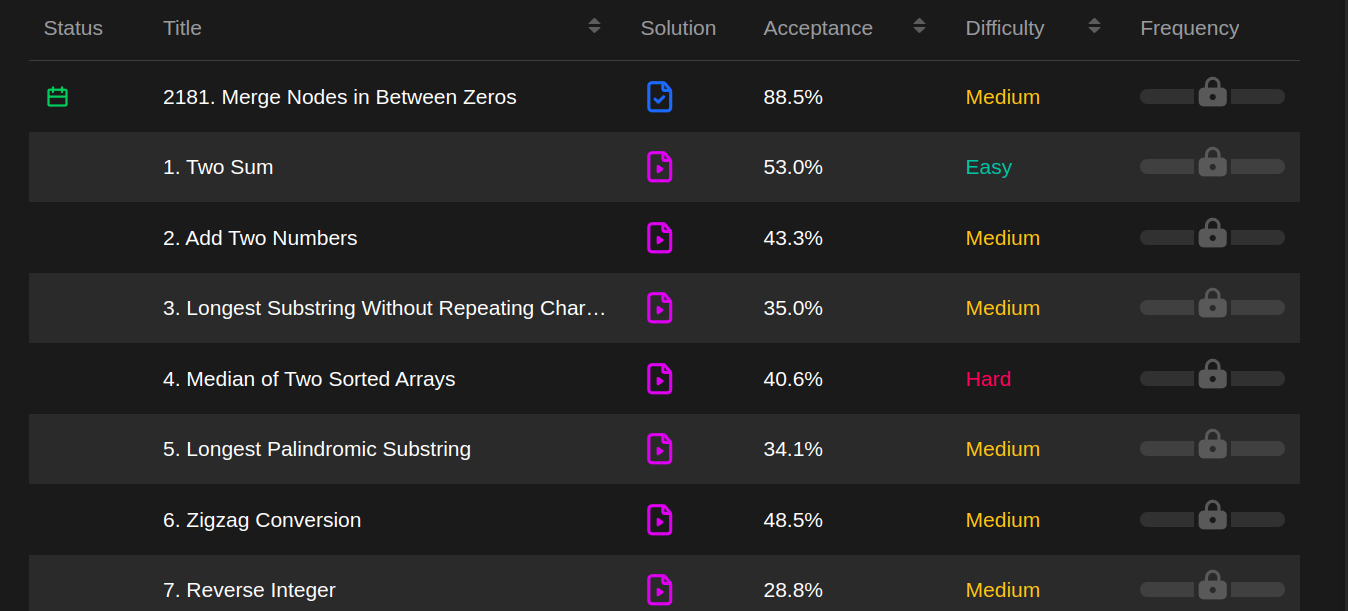 Status Title Solution Acceptance Difficulty Frequency
2181. Merge Nodes in Between Zeros 88.5% Medium
1. Two Sum 53.0% Easy
2. Add Two Numbers 43.3% Medium
3. Longest Substring Without Repeating Char… 35.0% Medium
4. Median of Two Sorted Arrays 40.6% Hard
5. Longest Palindromic Substring 34.1% Medium
6. Zigzag Conversion 48.5% Medium
7. Reverse Integer 28.8% Medium